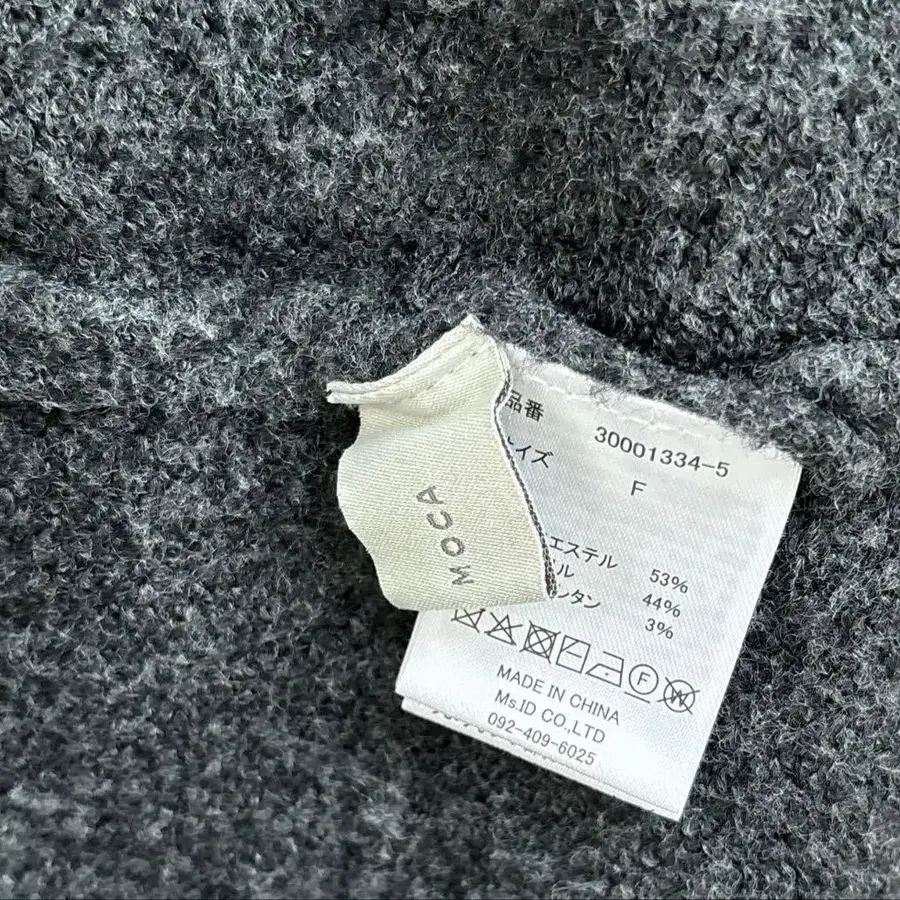 MOCA
品番 30001334-5
イズ F
エステル 53%
ル 44%
ンタン 3%
F
W
MADE IN CHINA
Ms.ID CO.,LTD
092-409-6025